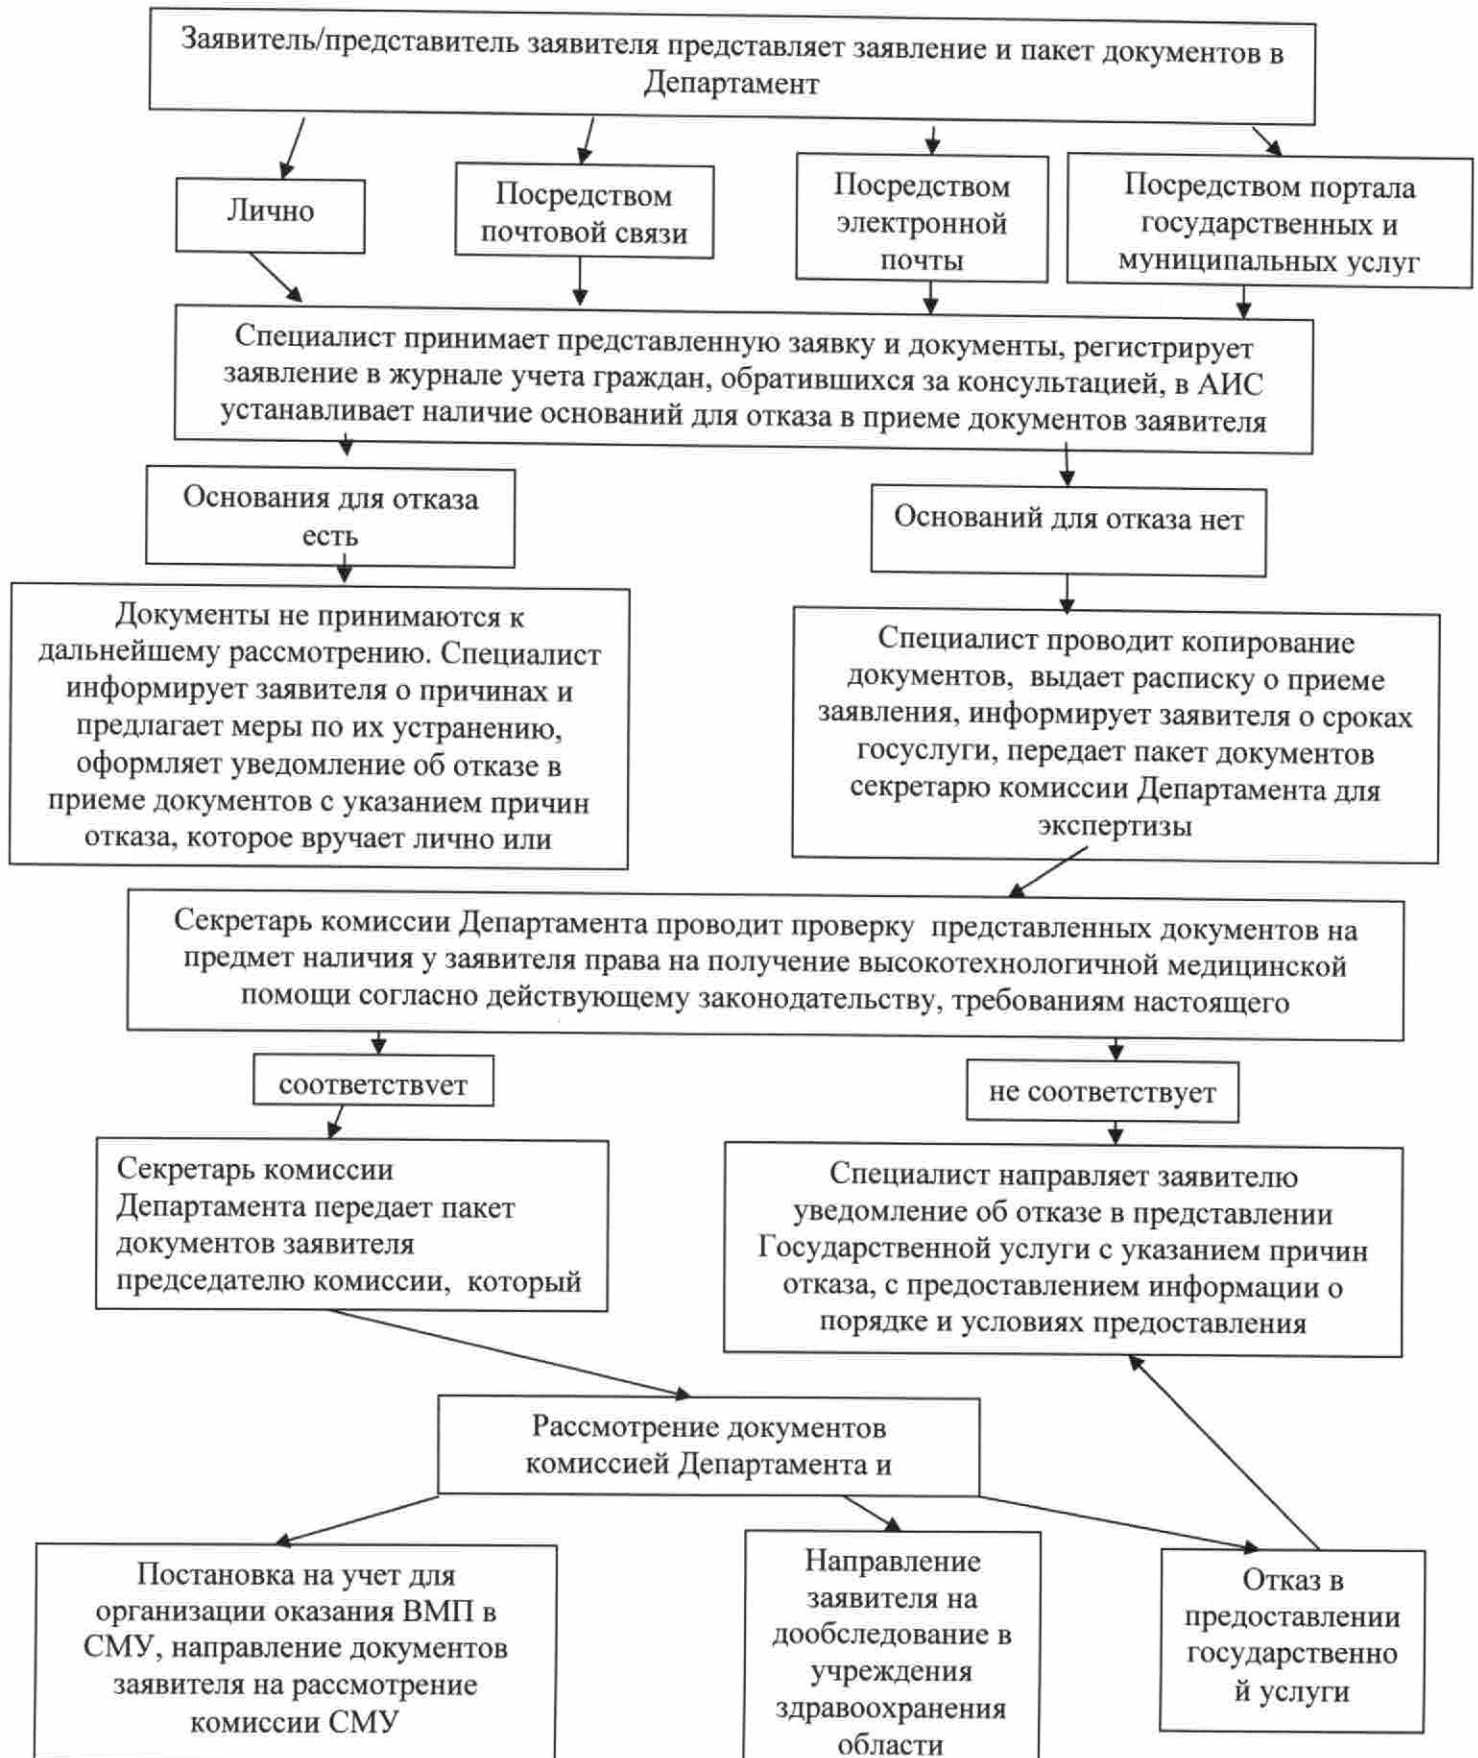 Заявитель/представитель заявителя представляет заявление и пакет документов в
Департамент
Лично
Посредством
почтовой связи
Посредством
электронной
почты
Посредством портала
государственных и
муниципальных услуг
Специалист принимает представленную заявку и документы, регистрирует
заявление в журнале учета граждан, обратившихся за консультацией, в АИС
устанавливает наличие оснований для отказа в приеме документов заявителя
Основания для отказа
есть
Оснований для отказа нет
Документы не принимаются к
дальнейшему рассмотрению. Специалист
информирует заявителя о причинах и
предлагает меры по их устранению,
оформляет уведомление об отказе в
приеме документов с указанием причин
отказа, которое вручает лично или
Специалист проводит копирование
документов, выдает расписку о приеме
заявления, информирует заявителя о сроках
госуслуги, передает пакет документов
секретарю комиссии Департамента для
экспертизы
Секретарь комиссии Департамента проводит проверку представленных документов на
предмет наличия у заявителя права на получение высокотехнологичной медицинской
помощи согласно действующему законодательству, требованиям настоящего
соответствует
не соответствует
Секретарь комиссии
Департамента передает пакет
документов заявителя
председателю комиссии, который
Специалист направляет заявителю
уведомление об отказе в представлении
Государственной услуги с указанием причин
отказа, с предоставлением информации о
порядке и условиях предоставления
Рассмотрение документов
комиссией Департамента и
Постановка на учет для
организации оказания ВМП в
СМУ, направление документов
заявителя на рассмотрение
комиссии СМУ
Направление
заявителя на
дообследование в
учреждения
здравоохранения
области
Отказ в
предоставлении
государственно
й услуги